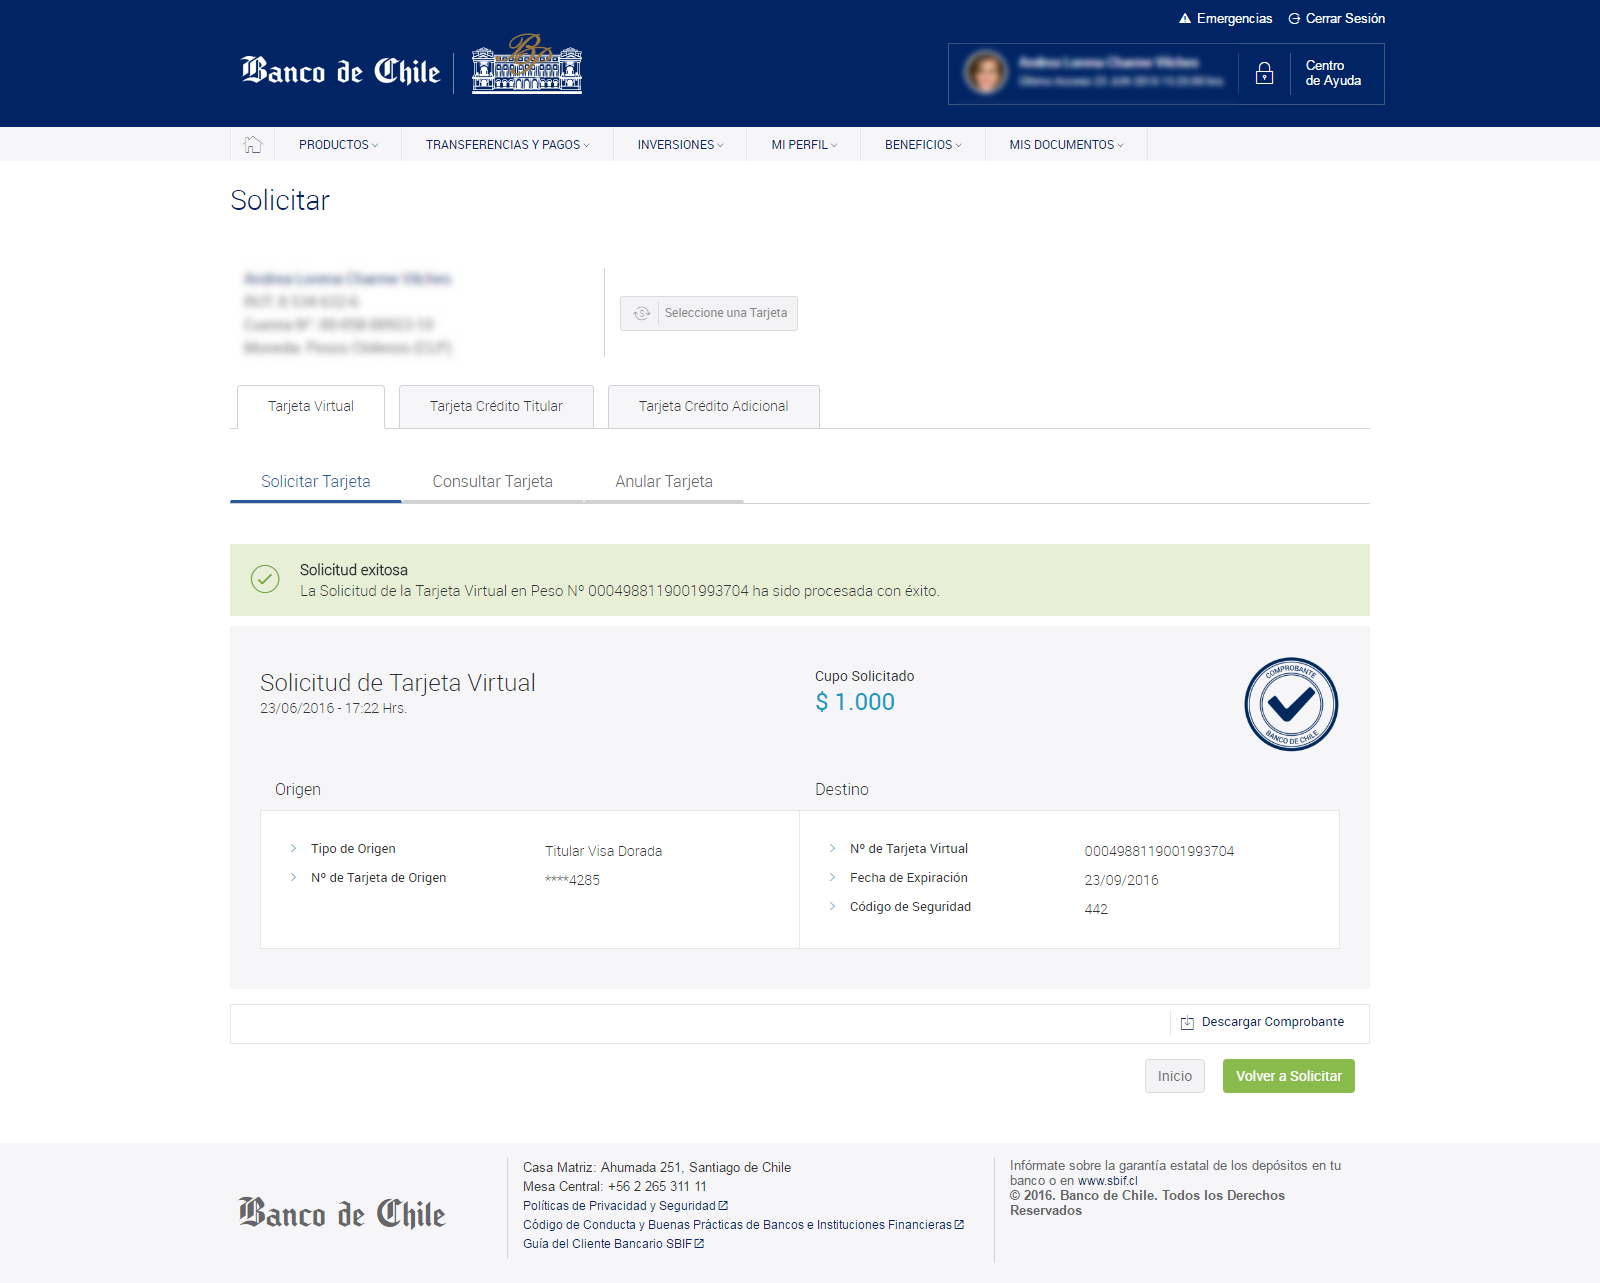 Emergencias
Cerrar Sesión
Banco de Chile
Centro
de Ayuda
PRODUCTOS
TRANSFERENCIAS Y PAGOS
INVERSIONES
MI PERFIL
BENEFICIOS
MIS DOCUMENTOS
Solicitar
Seleccione una Tarjeta
Tarjeta Virtual
Tarjeta Crédito Titular
Tarjeta Crédito Adicional
Solicitar Tarjeta
Consultar Tarjeta
Anular Tarjeta
Solicitud exitosa
La Solicitud de la Tarjeta Virtual en Peso Nº 0004988119001993704 ha sido procesada con éxito.
Solicitud de Tarjeta Virtual
23/06/2016 - 17:22 Hrs.
Cupo Solicitado
$ 1.000
COMPROBANTE
BANCO DE CHILE
Origen
Destino
Tipo de Origen
Titular Visa Dorada
Nº de Tarjeta de Origen
****4285
Nº de Tarjeta Virtual
0004988119001993704
Fecha de Expiración
23/09/2016
Código de Seguridad
442
Descargar Comprobante
Inicio
Volver a Solicitar
Banco de Chile
Casa Matriz: Ahumada 251, Santiago de Chile
Mesa Central: +56 2 265 311 11
Políticas de Privacidad y Seguridad
Código de Conducta y Buenas Prácticas de Bancos e Instituciones Financieras
Guía del Cliente Bancario SBIF
Infórmate sobre la garantía estatal de los depósitos en tu
banco o en www.sbif.cl
© 2016. Banco de Chile. Todos los Derechos
Reservados